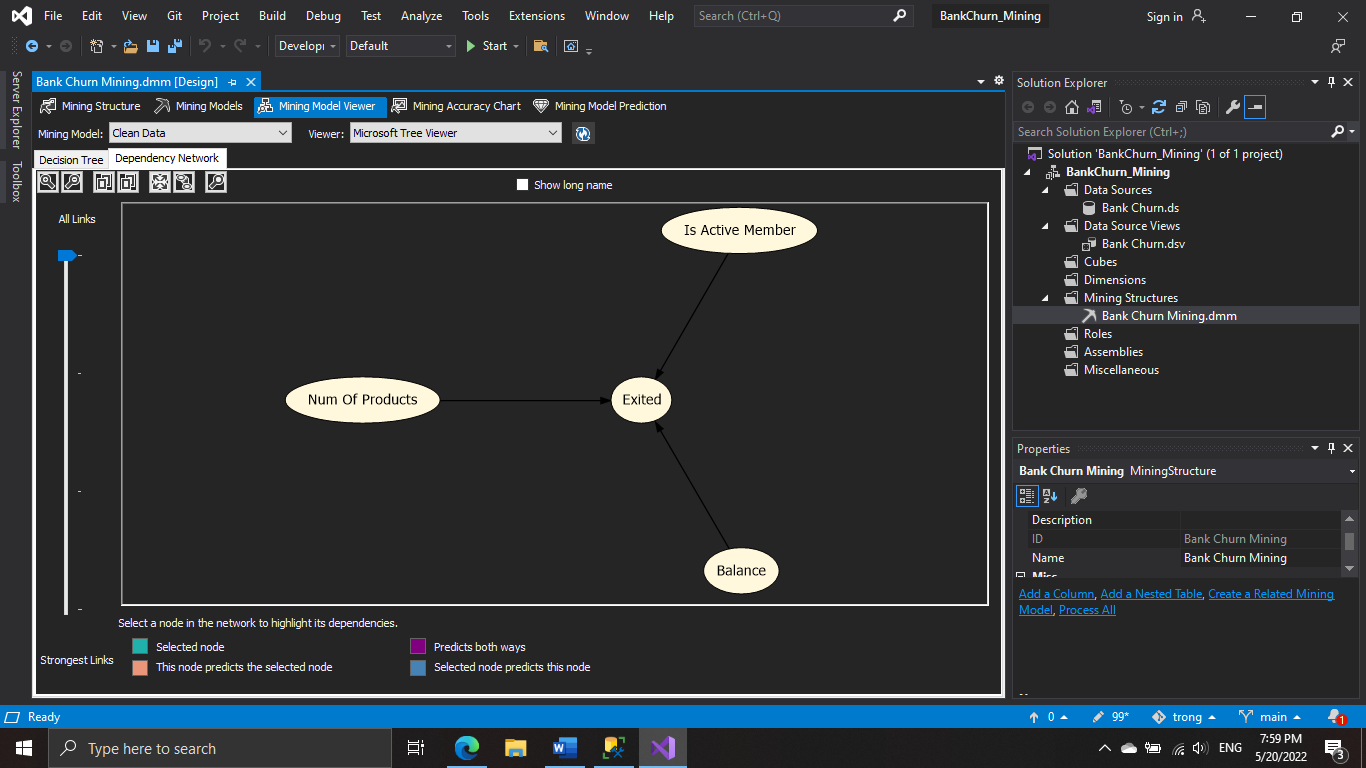 File Edit View Git Project Build Debug Test Analyze Tools Extensions Window Help Search (Ctrl+Q) BankChurn_Mining Sign in
Default Start
Server Explorer
Toolbox
Bank Churn Mining.dmm [Design]
Mining Structure Mining Models Mining Model Viewer Mining Accuracy Chart Mining Model Prediction
Mining Model: Clean Data Viewer: Microsoft Tree Viewer
Decision Tree Dependency Network
Show long name
All Links
Is Active Member
Num Of Products
Exited
Balance
Select a node in the network to highlight its dependencies.
Selected node Predicts both ways
Strongest Links
This node predicts the selected node Selected node predicts this node
Solution Explorer
Search Solution Explorer (Ctrl+;)
Solution 'BankChurn_Mining' (1 of 1 project)
BankChurn_Mining
Data Sources
Bank Churn.ds
Data Source Views
Bank Churn.dsv
Cubes
Dimensions
Mining Structures
Bank Churn Mining.dmm
Roles
Assemblies
Miscellaneous
Properties
Bank Churn Mining MiningStructure
Description
ID Bank Churn Mining
Name Bank Churn Mining
Misc
Add a Column, Add a Nested Table, Create a Related Mining
Model, Process All
Ready 0 99* trong main 1
Type here to search ENG 7:59 PM
5/20/2022 3